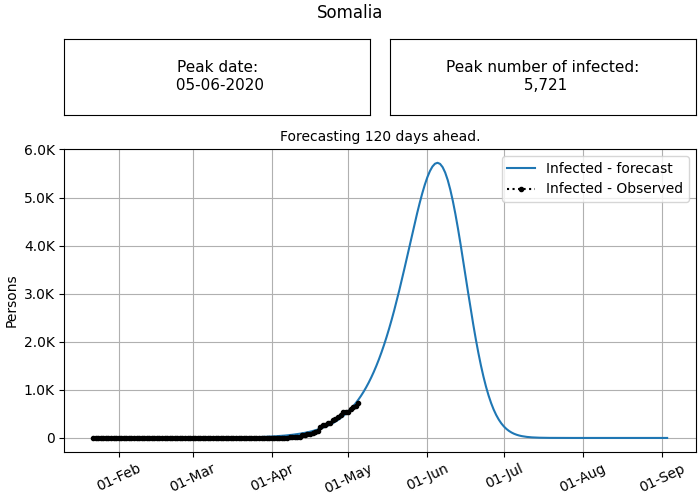 Somalia
Peak date:
05-06-2020
Peak number of infected:
5,721
Forecasting 120 days ahead.
6.0K
5.0K
4.0K
3.0K
2.0K
1.0K
0
Persons
Infected - forecast
Infected - Observed
01-Feb
01-Mar
01-Apr
01-May
01-Jun
01-Jul
01-Aug
01-Sep